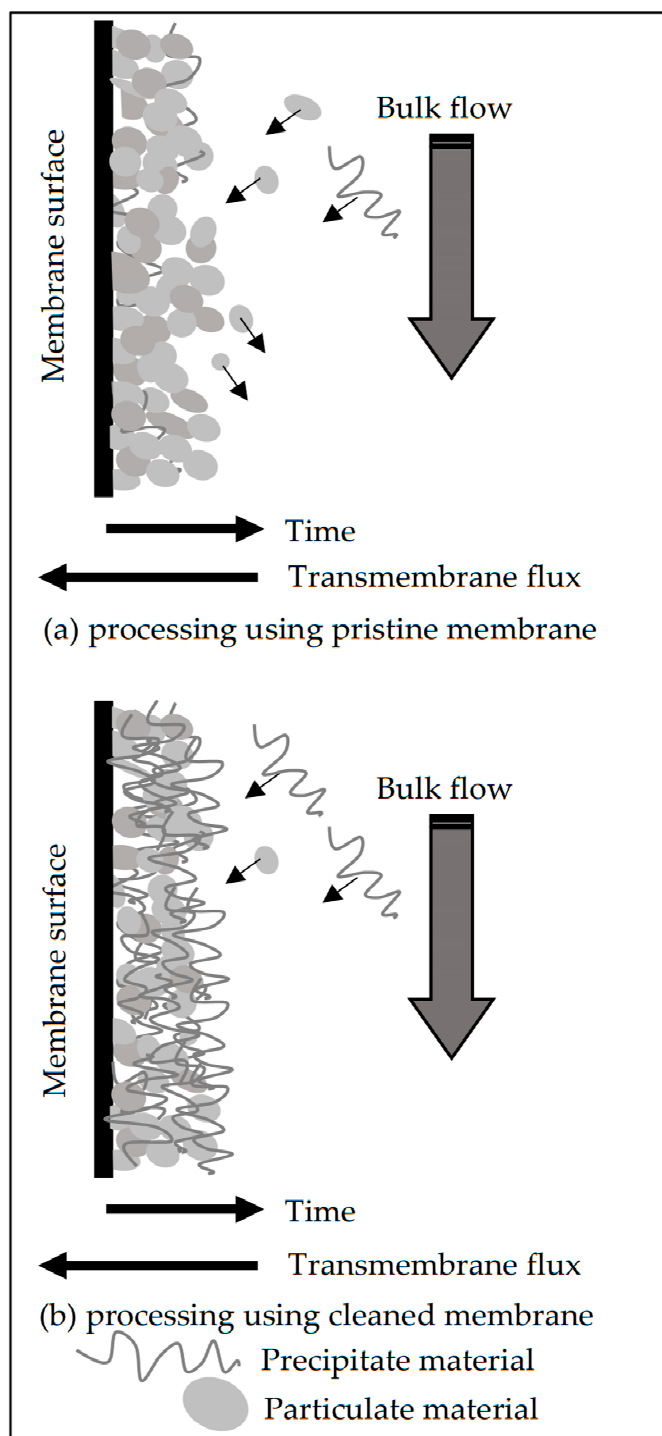 Bulk flow
Membrane surface
Time
Transmembrane flux
(a) processing using pristine membrane
Bulk flow
Membrane surface
Time
Transmembrane flux
(b) processing using cleaned membrane
Precipitate material
Particulate material